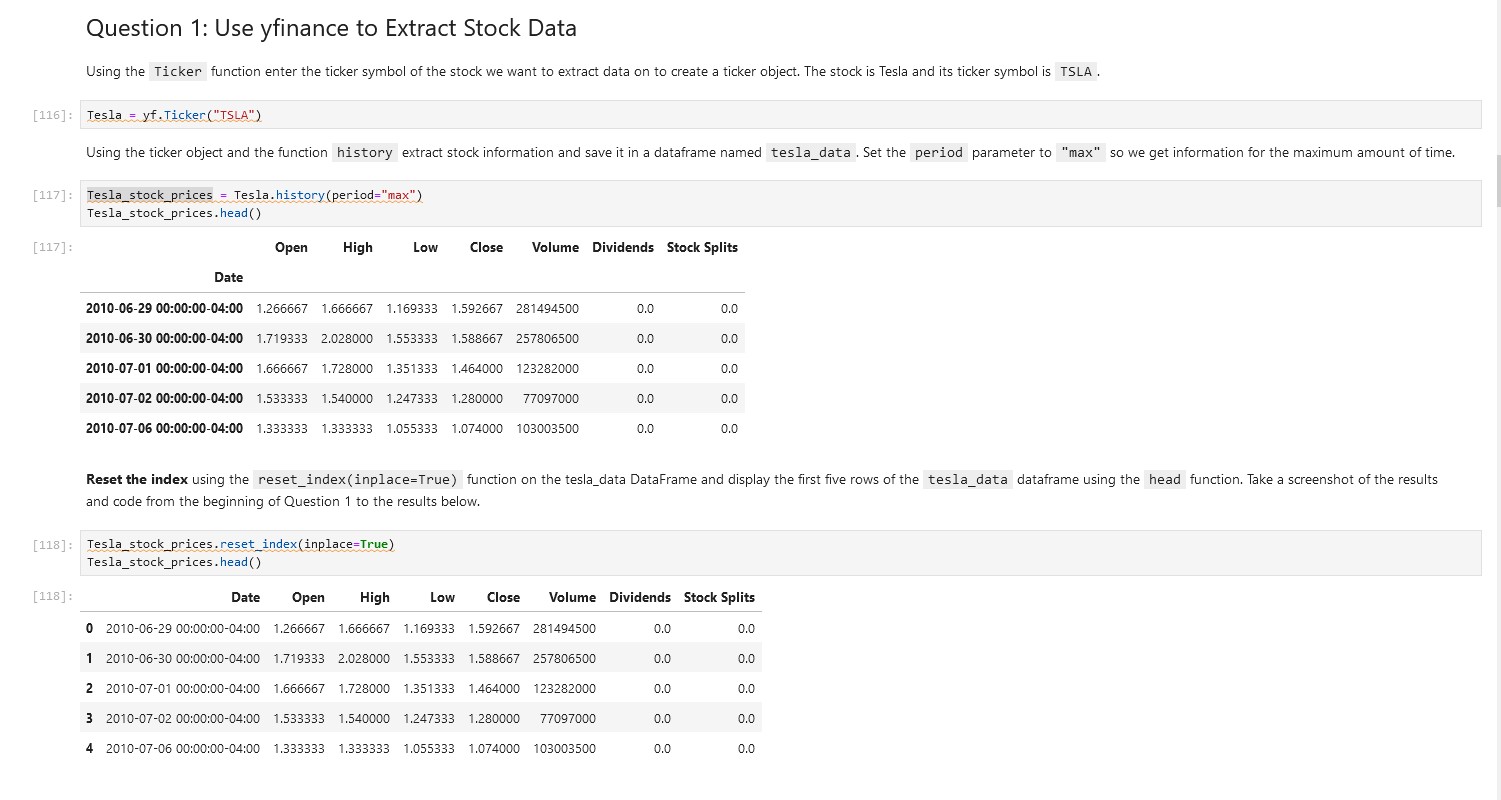 Question 1: Use yfinance to Extract Stock Data
Using the Ticker function enter the ticker symbol of the stock we want to extract data on to create a ticker object. The stock is Tesla and its ticker symbol is TSLA.
[116]: Tesla = yf.Ticker("TSLA")
Using the ticker object and the function history extract stock information and save it in a dataframe named tesla_data. Set the period parameter to "max" so we get information for the maximum amount of time.
[117]: Tesla_stock_prices = Tesla.history(period="max")
Tesla_stock_prices.head()
[117]: Open High Low Close Volume Dividends Stock Splits
Date
2010-06-29 00:00:00-04:00 1.266667 1.666667 1.169333 1.592667 281494500 0.0 0.0
2010-06-30 00:00:00-04:00 1.719333 2.028000 1.553333 1.588667 257806500 0.0 0.0
2010-07-01 00:00:00-04:00 1.666667 1.728000 1.351333 1.464000 123282000 0.0 0.0
2010-07-02 00:00:00-04:00 1.533333 1.540000 1.247333 1.280000 77097000 0.0 0.0
2010-07-06 00:00:00-04:00 1.333333 1.333333 1.055333 1.074000 103003500 0.0 0.0
Reset the index using the reset_index(inplace=True) function on the tesla_data DataFrame and display the first five rows of the tesla_data dataframe using the head function. Take a screenshot of the results
and code from the beginning of Question 1 to the results below.
[118]: Tesla_stock_prices.reset_index(inplace=True)
Tesla_stock_prices.head()
[118]: Date Open High Low Close Volume Dividends Stock Splits
0 2010-06-29 00:00:00-04:00 1.266667 1.666667 1.169333 1.592667 281494500 0.0 0.0
1 2010-06-30 00:00:00-04:00 1.719333 2.028000 1.553333 1.588667 257806500 0.0 0.0
2 2010-07-01 00:00:00-04:00 1.666667 1.728000 1.351333 1.464000 123282000 0.0 0.0
3 2010-07-02 00:00:00-04:00 1.533333 1.540000 1.247333 1.280000 77097000 0.0 0.0
4 2010-07-06 00:00:00-04:00 1.333333 1.333333 1.055333 1.074000 103003500 0.0 0.0